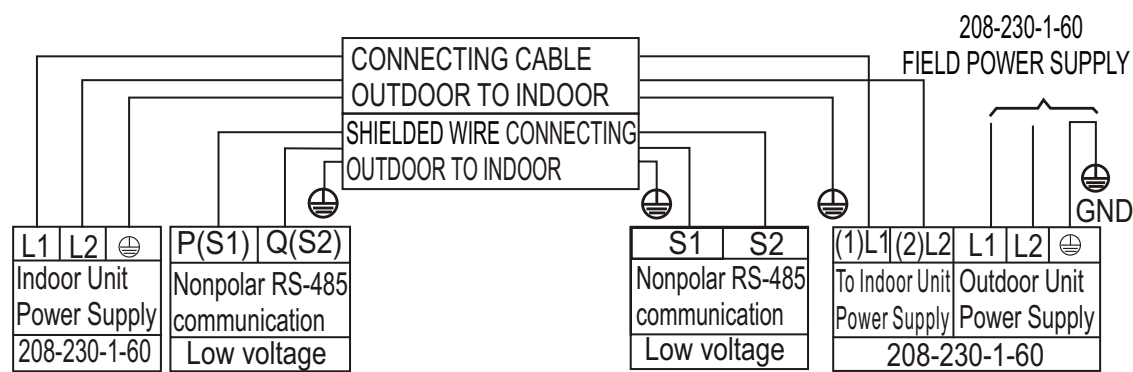 208-230-1-60
FIELD POWER SUPPLY
CONNECTING CABLE
OUTDOOR TO INDOOR
SHIELDED WIRE CONNECTING
OUTDOOR TO INDOOR
GND
L1 L2
Indoor Unit
Power Supply
208-230-1-60
P(S1) Q(S2)
Nonpolar RS-485
communication
Low voltage
S1 S2
Nonpolar RS-485
communication
Low voltage
(1)L1 (2)L2 L1 L2
To Indoor Unit
Power Supply
Outdoor Unit
Power Supply
208-230-1-60